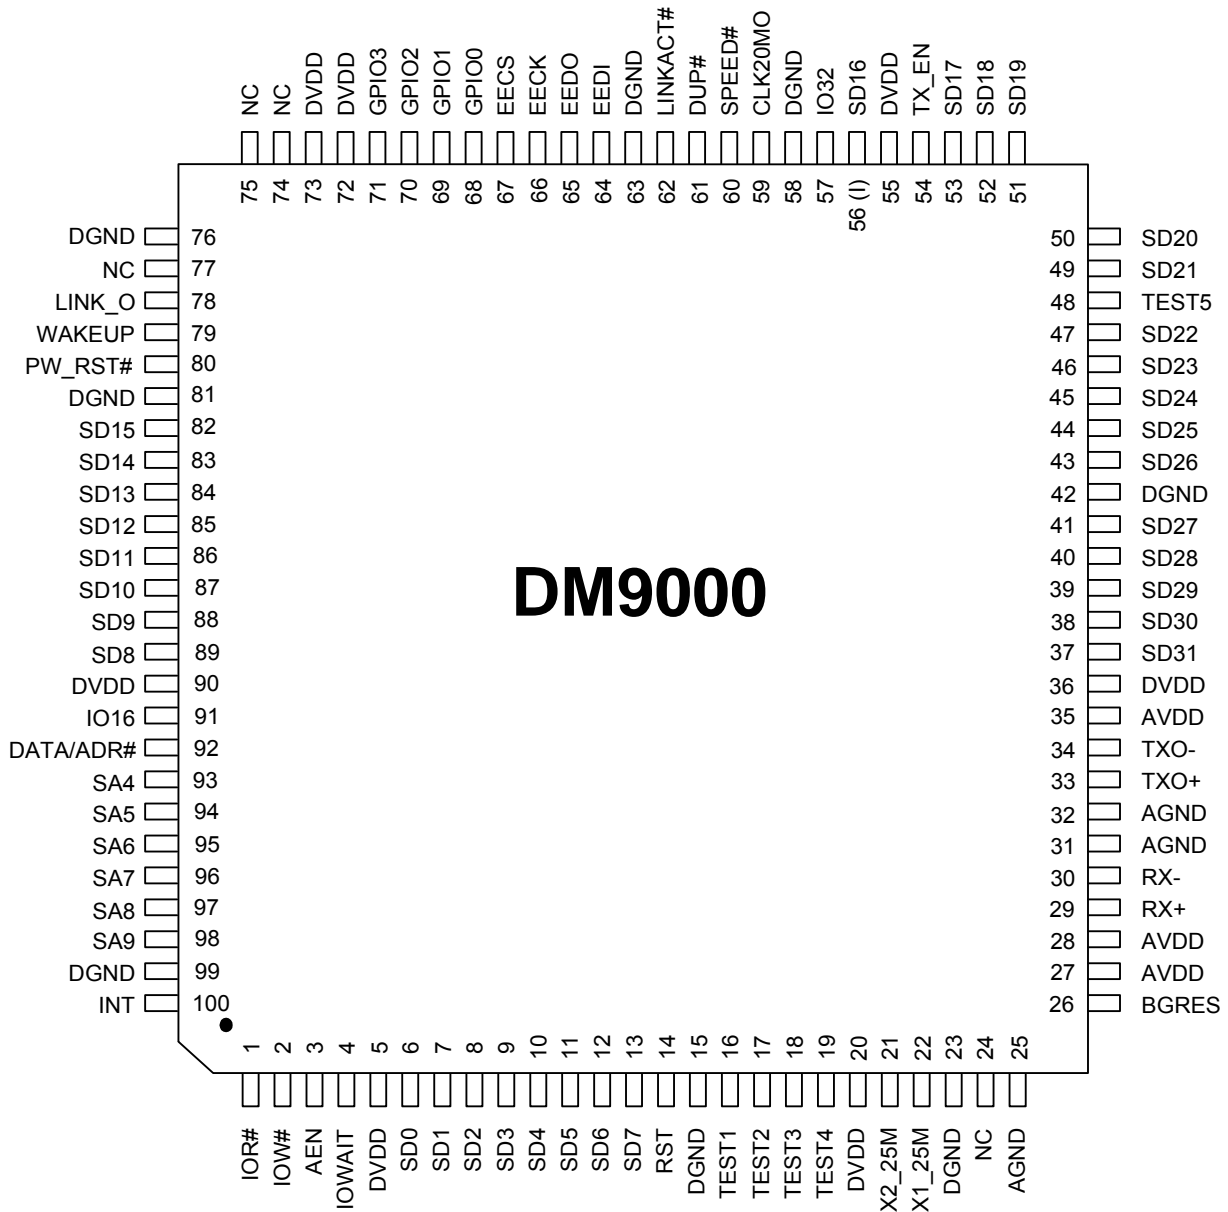 NC NC DVDD DVDD GPIO3 GPIO2 GPIO1 GPIO0 EECS EECK EEDO EEDI DGND LINKACT# DUP# SPEED# CLK20MO DGND IO32 SD16 DVDD TX_EN SD17 SD18 SD19
75 74 73 72 71 70 69 68 67 66 65 64 63 62 61 60 59 58 57 56 (I) 55 54 53 52 51
DGND 76
NC 77
LINK_O 78
WAKEUP 79
PW_RST# 80
DGND 81
SD15 82
SD14 83
SD13 84
SD12 85
SD11 86
SD10 87
SD9 88
SD8 89
DVDD 90
IO16 91
DATA/ADR# 92
SA4 93
SA5 94
SA6 95
SA7 96
SA8 97
SA9 98
DGND 99
INT 100
DM9000
50 SD20
49 SD21
48 TEST5
47 SD22
46 SD23
45 SD24
44 SD25
43 SD26
42 DGND
41 SD27
40 SD28
39 SD29
38 SD30
37 SD31
36 DVDD
35 AVDD
34 TXO-
33 TXO+
32 AGND
31 AGND
30 RX-
29 RX+
28 AVDD
27 AVDD
26 BGRES
1 2 3 4 5 6 7 8 9 10 11 12 13 14 15 16 17 18 19 20 21 22 23 24 25
IOR# IOW# AEN IOWAIT DVDD SD0 SD1 SD2 SD3 SD4 SD5 SD6 SD7 RST DGND TEST1 TEST2 TEST3 TEST4 DVDD X2_25M X1_25M DGND NC AGND